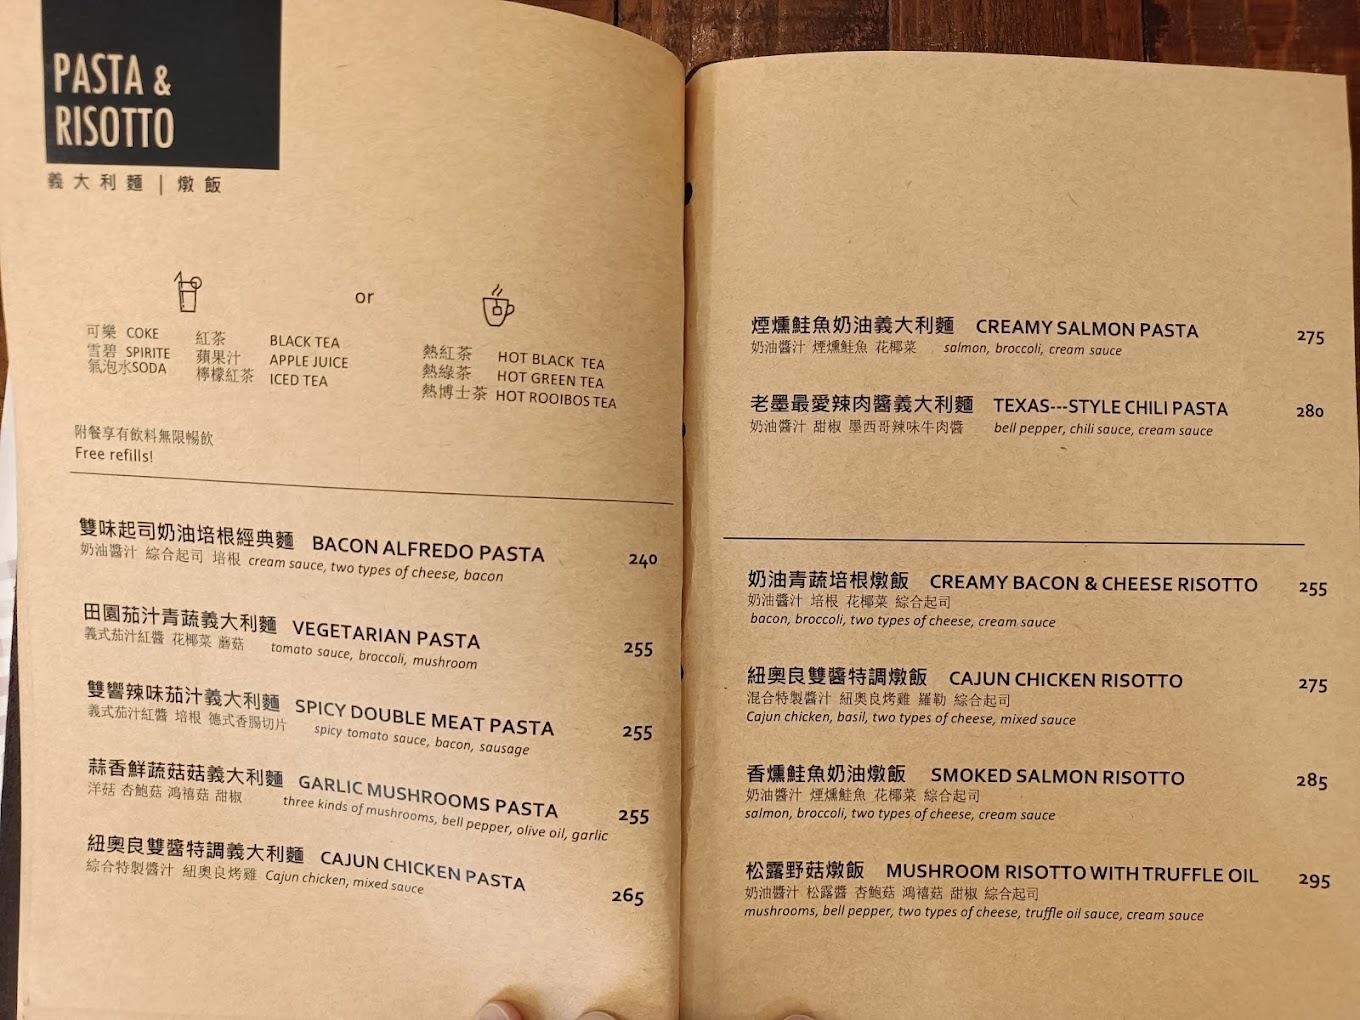 PASTA &
RISOTTO
義大利麵 | 燉飯
or
可樂 COKE
雪碧 SPIRITE
氣泡水SODA
紅茶 BLACK TEA
蘋果汁 APPLE JUICE
檸檬紅茶 ICED TEA
熱紅茶 HOT BLACK TEA
熱綠茶 HOT GREEN TEA
熱博士茶 HOT ROOIBOS TEA
附餐享有飲料無限暢飲
Free refills!
雙味起司奶油培根經典麵 BACON ALFREDO PASTA 240
奶油醬汁 綜合起司 培根 cream sauce, two types of cheese, bacon
田園茄汁青蔬義大利麵 VEGETARIAN PASTA 255
義式茄汁紅醬 花椰菜 蘑菇 tomato sauce, broccoli, mushroom
雙響辣味茄汁義大利麵 SPICY DOUBLE MEAT PASTA 255
義式茄汁紅醬 培根 德式香腸切片 spicy tomato sauce, bacon, sausage
蒜香鮮蔬菇菇義大利麵 GARLIC MUSHROOMS PASTA 255
洋菇 杏鮑菇 鴻禧菇 甜椒 three kinds of mushrooms, bell pepper, olive oil, garlic
紐奧良雙醬特調義大利麵 CAJUN CHICKEN PASTA 265
綜合特製醬汁 紐奧良烤雞 Cajun chicken, mixed sauce
煙燻鮭魚奶油義大利麵 CREAMY SALMON PASTA 275
奶油醬汁 煙燻鮭魚 花椰菜 salmon, broccoli, cream sauce
老墨最愛辣肉醬義大利麵 TEXAS---STYLE CHILI PASTA 280
奶油醬汁 甜椒 墨西哥辣味牛肉醬 bell pepper, chili sauce, cream sauce
奶油青蔬培根燉飯 CREAMY BACON & CHEESE RISOTTO 255
奶油醬汁 培根 花椰菜 綜合起司
bacon, broccoli, two types of cheese, cream sauce
紐奧良雙醬特調燉飯 CAJUN CHICKEN RISOTTO 275
混合特製醬汁 紐奧良烤雞 羅勒 綜合起司
Cajun chicken, basil, two types of cheese, mixed sauce
香燻鮭魚奶油燉飯 SMOKED SALMON RISOTTO 285
奶油醬汁 煙燻鮭魚 花椰菜 綜合起司
salmon, broccoli, two types of cheese, cream sauce
松露野菇燉飯 MUSHROOM RISOTTO WITH TRUFFLE OIL 295
奶油醬汁 松露醬 杏鮑菇 鴻禧菇 甜椒 綜合起司
mushrooms, bell pepper, two types of cheese, truffle oil sauce, cream sauce